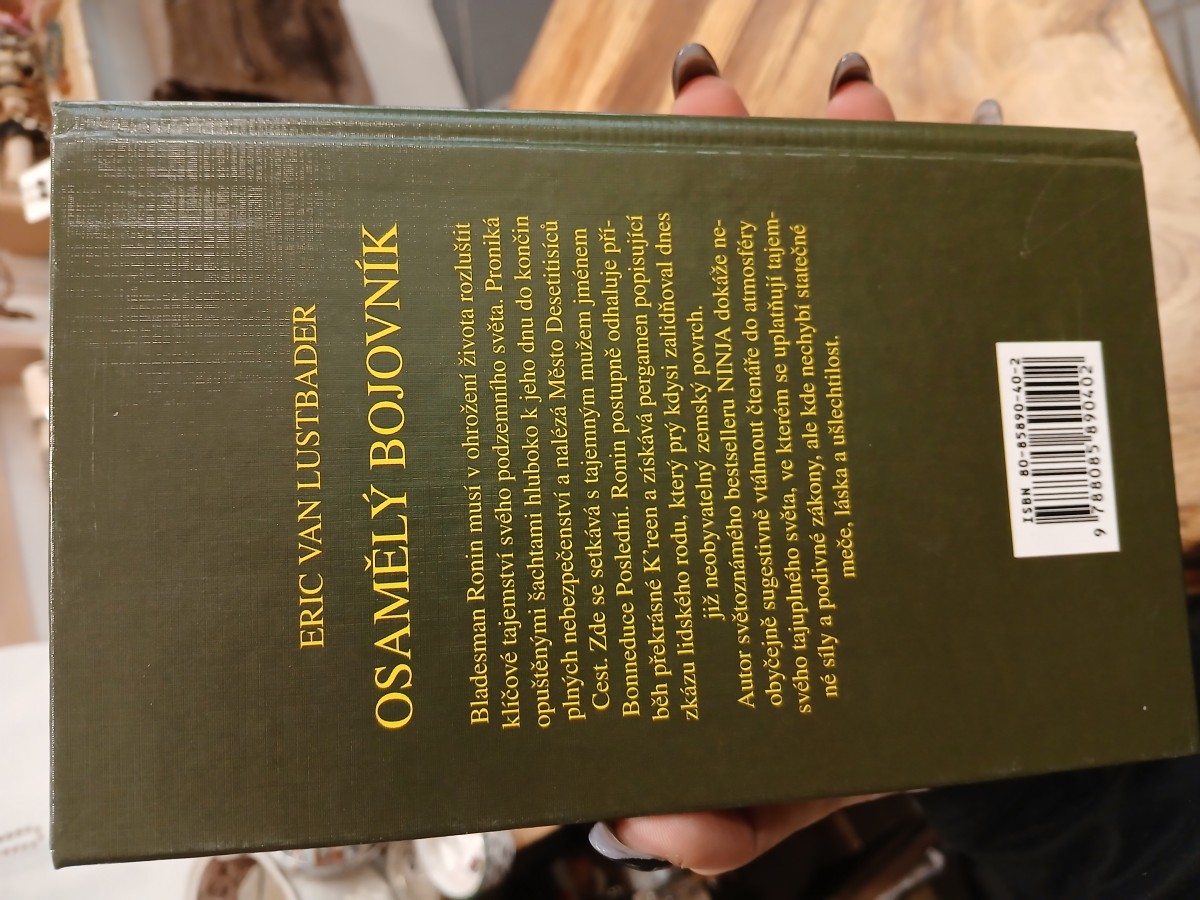 ERIC VAN LUSTBADER
OSAMĚLÝ BOJOVNÍK
Bladesman Ronin musí v ohrožení života rozluštit
klíčové tajemství svého podzemního světa. Proniká
opuštěnými šachtami hluboko k jeho dnu do končin
plných nebezpečenství a nalézá Město Desetitisíců
Cest. Zde se setkává s tajemným mužem jménem
Bonneduce Poslední. Ronin postupně odhaluje pří-
běh překrásné K'reen a získává pergamen popisující
zkázu lidského rodu, který prý kdysi zalidňoval dnes
již neobyvatelný zemský povrch.
Autor světoznámého bestselleru NINJA dokáže ne-
obyčejně sugestivně vtáhnout čtenáře do atmosféry
svého tajuplného světa, ve kterém se uplatňují tajem-
né síly a podivné zákony, ale kde nechybí statečné
meče, láska a ušlechtilost.
ISBN 80-85890-40-2
9 788085 890402